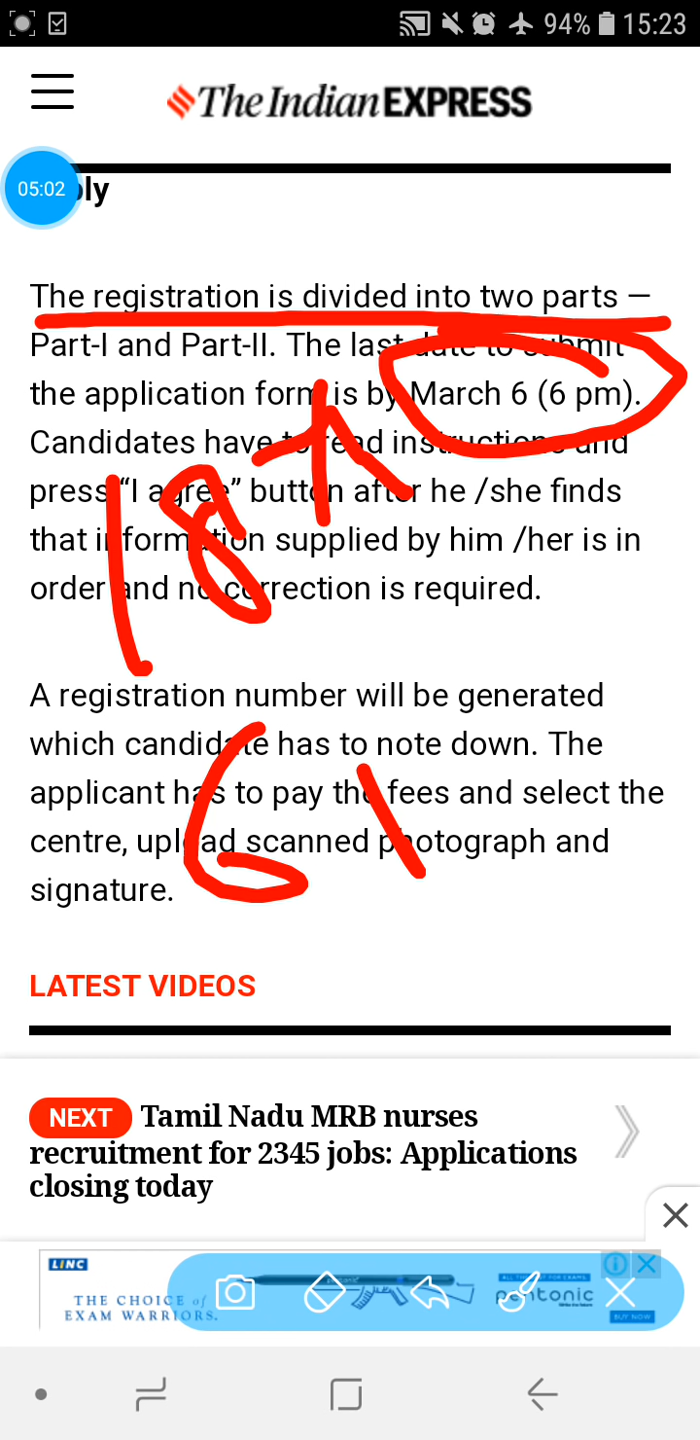 94% 15:23
The Indian EXPRESS
05:02 ply
The registration is divided into two parts —
Part-I and Part-II. The last date to submit
the application form is by March 6 (6 pm).
Candidates have to read instructions and
press “I agree” button after he /she finds
that information supplied by him /her is in
order and no correction is required.
18
A registration number will be generated
which candidate has to note down. The
applicant has to pay the fees and select the
centre, upload scanned photograph and
signature.
6
LATEST VIDEOS
NEXT Tamil Nadu MRB nurses
recruitment for 2345 jobs: Applications
closing today
LINC
THE CHOICE of
EXAM WARRIORS.
pentonic
BUY NOW